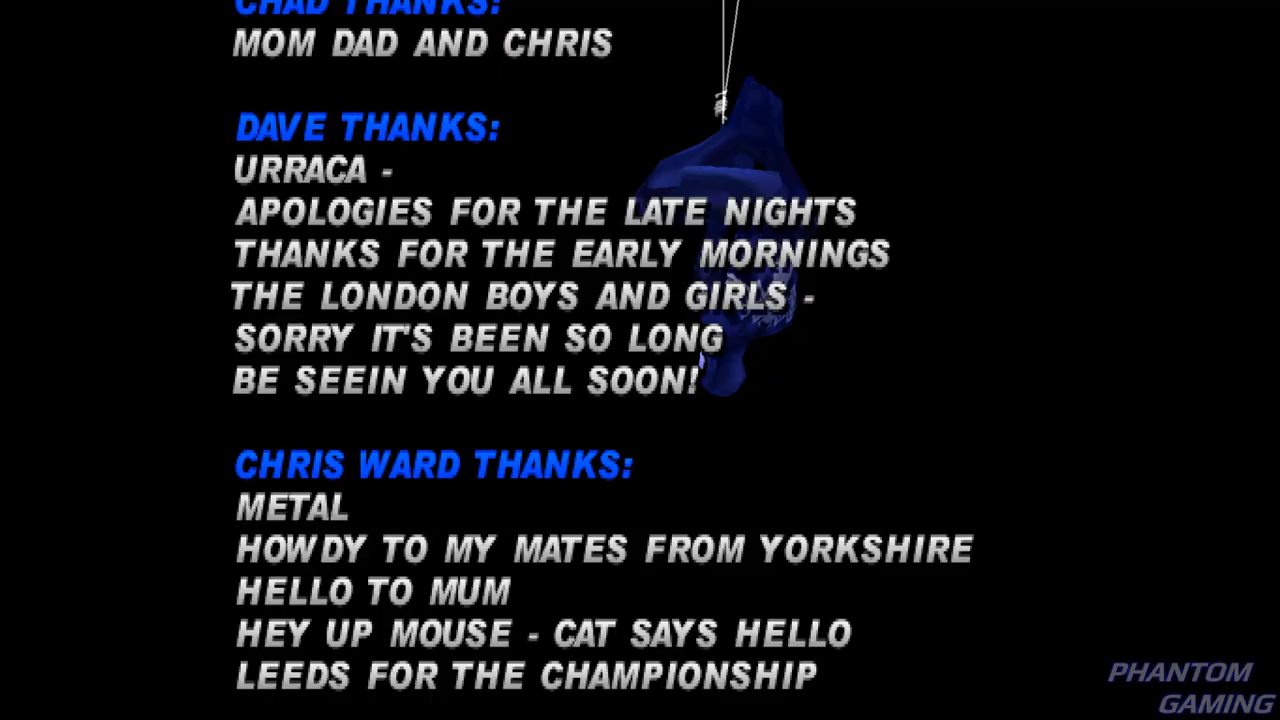 CHAD THANKS:
MOM DAD AND CHRIS
DAVE THANKS:
URRACA -
APOLOGIES FOR THE LATE NIGHTS
THANKS FOR THE EARLY MORNINGS
THE LONDON BOYS AND GIRLS -
SORRY IT'S BEEN SO LONG
BE SEEIN YOU ALL SOON!
CHRIS WARD THANKS:
METAL
HOWDY TO MY MATES FROM YORKSHIRE
HELLO TO MUM
HEY UP MOUSE - CAT SAYS HELLO
LEEDS FOR THE CHAMPIONSHIP
PHANTOM
GAMING